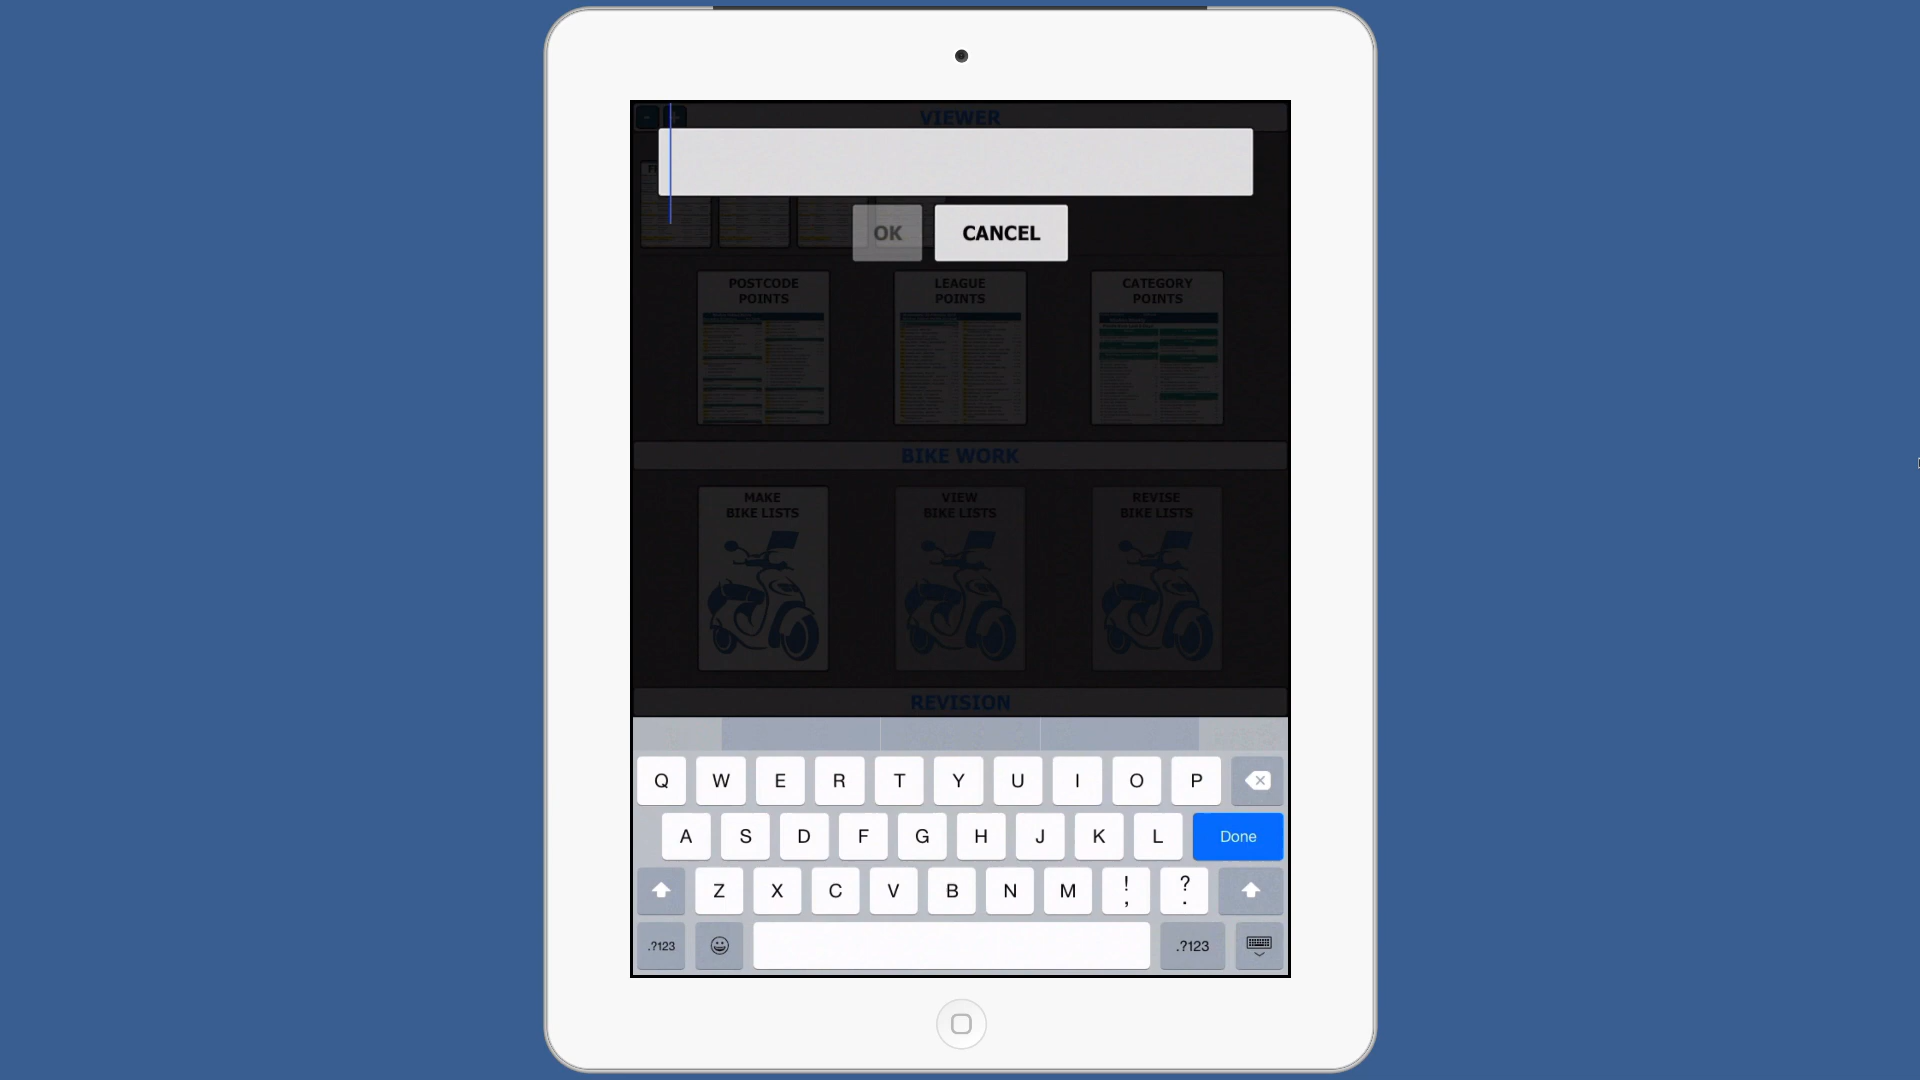 - +
VIEWER
OK CANCEL
POSTCODE
POINTS
LEAGUE
POINTS
CATEGORY
POINTS
BIKE WORK
MAKE
BIKE LISTS
VIEW
BIKE LISTS
REVISE
BIKE LISTS
REVISION
Q W E R T Y U I O P
A S D F G H J K L Done
Z X C V B N M ! , ? .
.?123 .?123